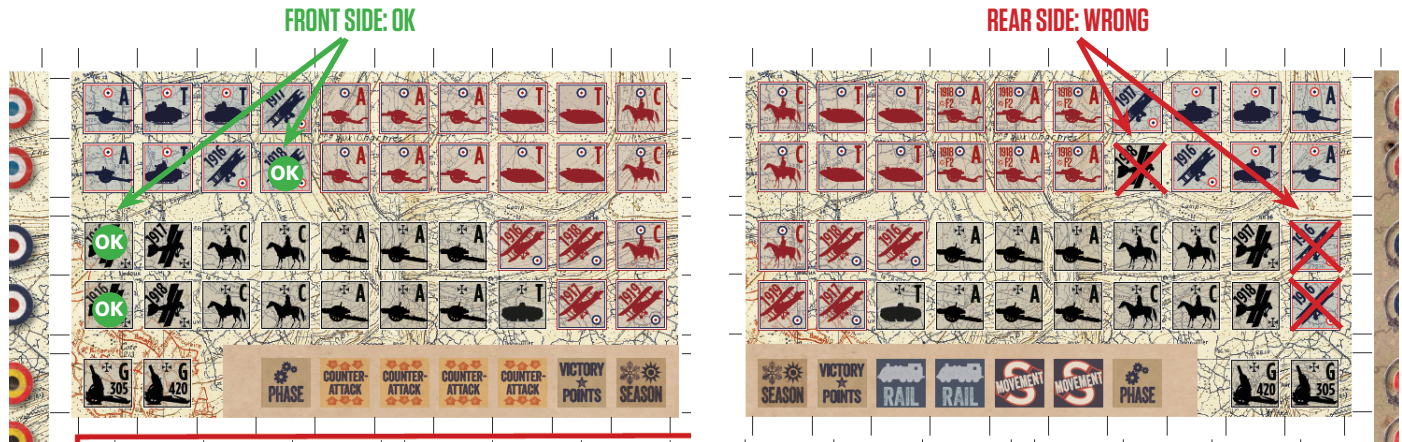 FRONT SIDE: OK
REAR SIDE: WRONG
A T T 1917 A A A T T C
C T T 1918 F2 1918 F2 1918 F2 1917 T T A
A T 1916 1918 OK A A A T T C
C T T 1918 F2 1918 F2 1918 F2 1916 T A
OK 1917 C C A A A 1916 1918 C
C 1918 1916 A A A C C 1917 1916
OK 1918 C C A A A T 1917 1919
1919 1917 T A A A C C 1918 1916
G 305
G 420
PHASE
COUNTER-
ATTACK
COUNTER-
ATTACK
COUNTER-
ATTACK
COUNTER-
ATTACK
VICTORY
POINTS
SEASON
SEASON
VICTORY
POINTS
RAIL
RAIL
S
MOVEMENT
S
MOVEMENT
PHASE
G 420
G 305